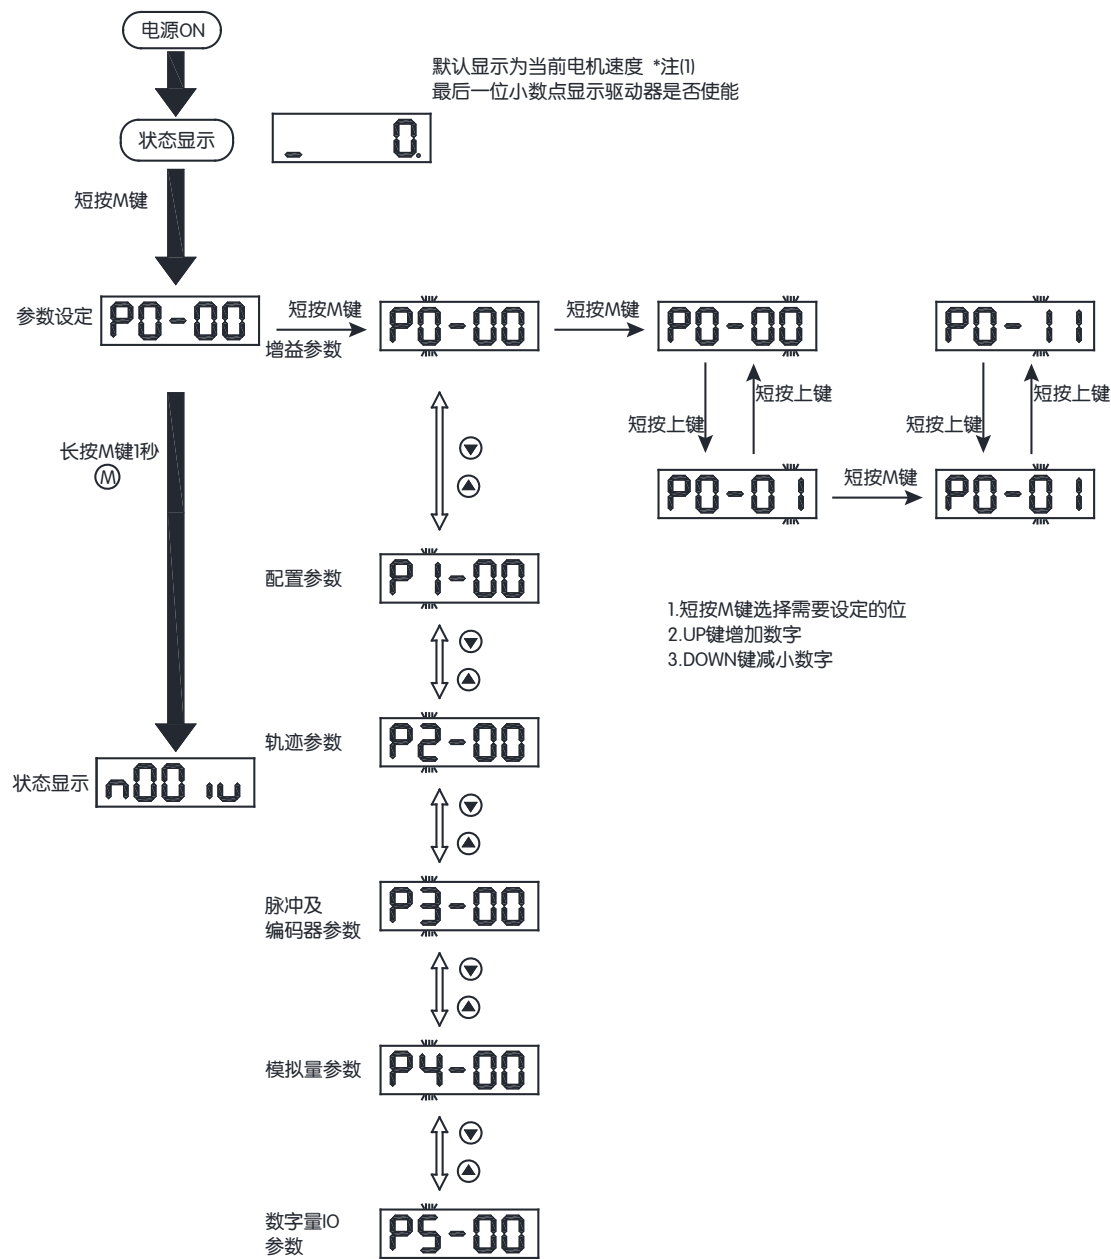 电源ON
默认显示为当前电机速度 *注(1)
最后一位小数点显示驱动器是否使能
状态显示
_ 0.
短按M键
参数设定
P0-00
短按M键
增益参数
P0-00
短按M键
P0-00
P0-11
短按上键
短按上键
短按上键
短按上键
P0-01
短按M键
P0-01
长按M键1秒
M
配置参数
P1-00
1.短按M键选择需要设定的位
2.UP键增加数字
3.DOWN键减小数字
轨迹参数
P2-00
状态显示
n00iu
脉冲及
编码器参数
P3-00
模拟量参数
P4-00
数字量IO
参数
P5-00